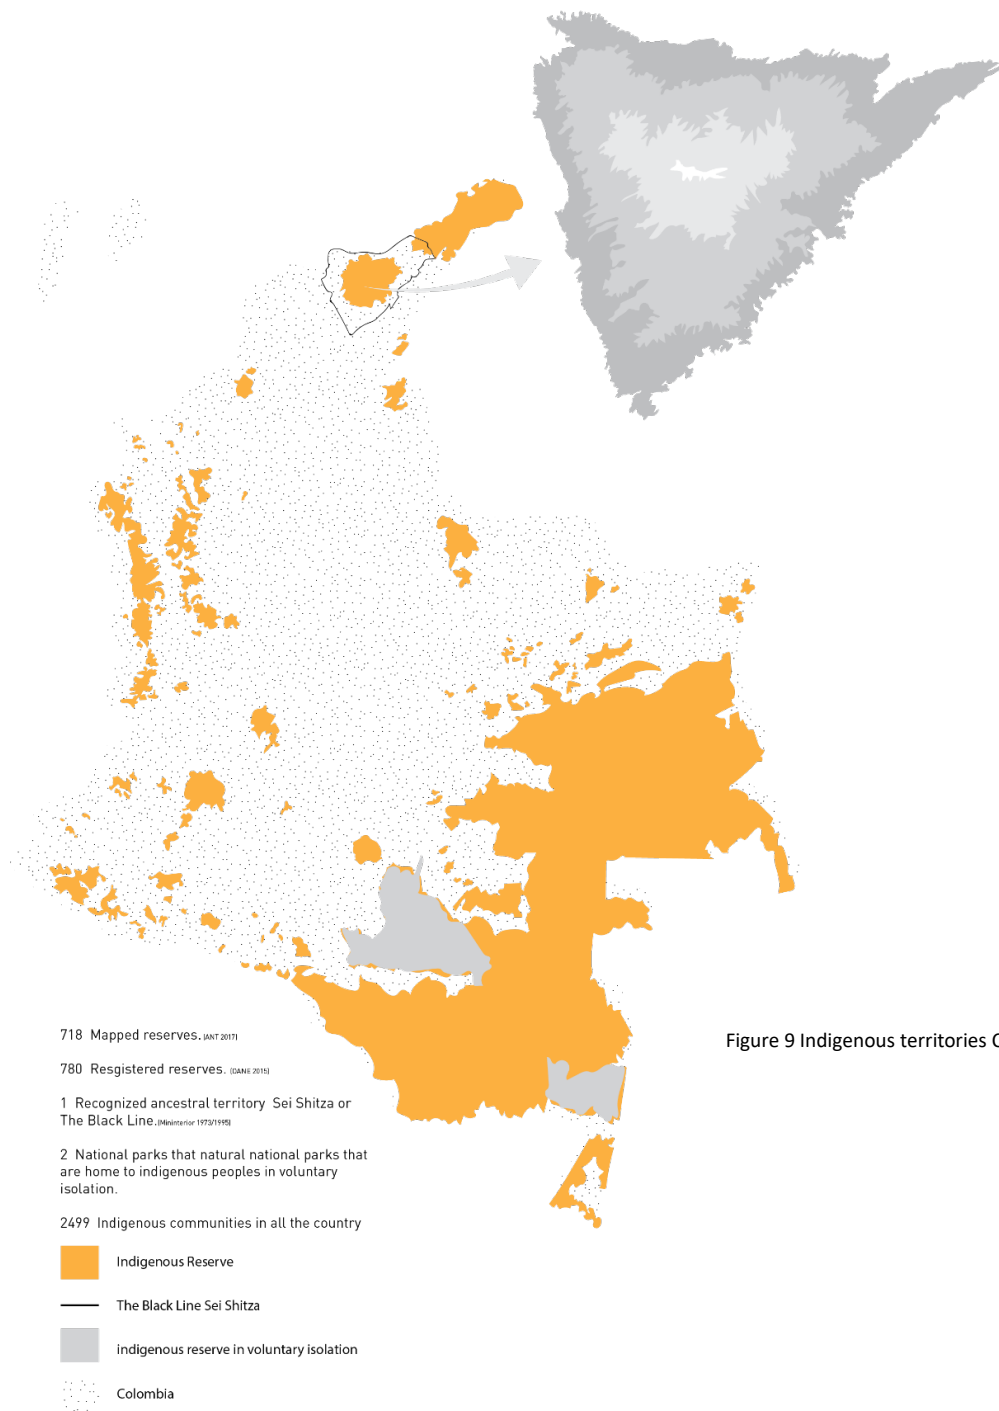 718 Mapped reserves. (ANT 2017)
Figure 9 Indigenous territories C
780 Resgistered reserves. (DANE 2015)
1 Recognized ancestral territory Sei Shitza or
The Black Line. (Mininterior 1973/1995)
2 National parks that natural national parks that
are home to indigenous peoples in voluntary
isolation.
2499 Indigenous communities in all the country
Indigenous Reserve
The Black Line Sei Shitza
indigenous reserve in voluntary isolation
Colombia